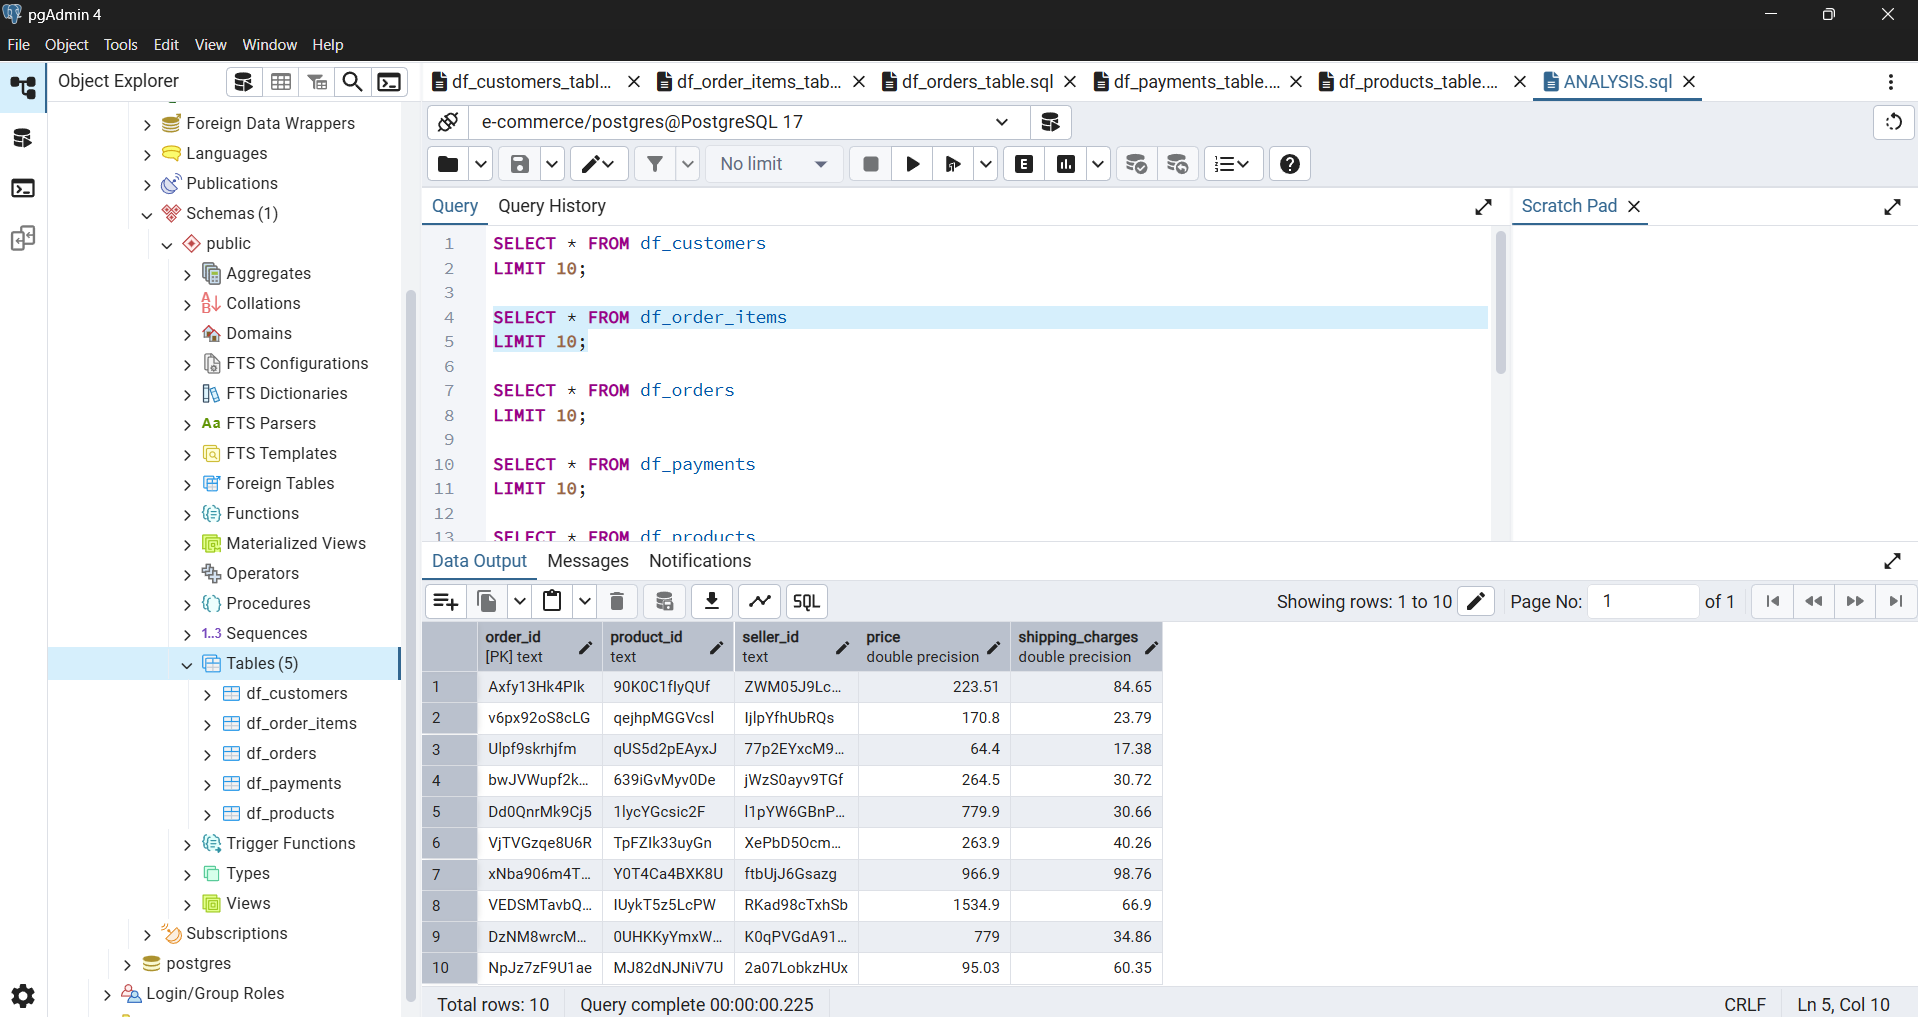 pgAdmin 4
File Object Tools Edit View Window Help
Object Explorer
df_customers_tabl... df_order_items_tab... df_orders_table.sql df_payments_table.... df_products_table.... ANALYSIS.sql
Foreign Data Wrappers
Languages
Publications
Schemas (1)
public
Aggregates
Collations
Domains
FTS Configurations
FTS Dictionaries
Aa FTS Parsers
FTS Templates
Foreign Tables
Functions
Materialized Views
Operators
Procedures
1..3 Sequences
Tables (5)
df_customers
df_order_items
df_orders
df_payments
df_products
Trigger Functions
Types
Views
Subscriptions
postgres
Login/Group Roles
e-commerce/postgres@PostgreSQL 17
No limit
E
Query Query History
Scratch Pad
1 SELECT * FROM df_customers
2 LIMIT 10;
3
4 SELECT * FROM df_order_items
5 LIMIT 10;
6
7 SELECT * FROM df_orders
8 LIMIT 10;
9
10 SELECT * FROM df_payments
11 LIMIT 10;
12
13 SELECT * FROM df_products
Data Output Messages Notifications
SQL
Showing rows: 1 to 10 Page No: 1 of 1
order_id product_id seller_id price shipping_charges
[PK] text text text double precision double precision
1 Axfy13Hk4PIk 90K0C1fIyQUf ZWM05J9Lc... 223.51 84.65
2 v6px92oS8cLG qejhpMGGVcsl IjlpYfhUbRQs 170.8 23.79
3 Ulpf9skrhjfm qUS5d2pEAyxJ 77p2EYxcM9... 64.4 17.38
4 bwJVWupf2k... 639iGvMyv0De jWzS0ayv9TGf 264.5 30.72
5 Dd0QnrMk9Cj5 1lycYGcsic2F I1pYW6GBnP... 779.9 30.66
6 VjTVGzqe8U6R TpFZIk33uyGn XePbD5Ocm... 263.9 40.26
7 xNba906m4T... Y0T4Ca4BXK8U ftbUjJ6Gsazg 966.9 98.76
8 VEDSMTavbQ... IUykT5z5LcPW RKad98cTxhSb 1534.9 66.9
9 DzNM8wrcM... 0UHKKyYmxW... K0qPVGdA91... 779 34.86
10 NpJz7zF9U1ae MJ82dNJNiV7U 2a07LobkzHUx 95.03 60.35
Total rows: 10 Query complete 00:00:00.225 CRLF Ln 5, Col 10